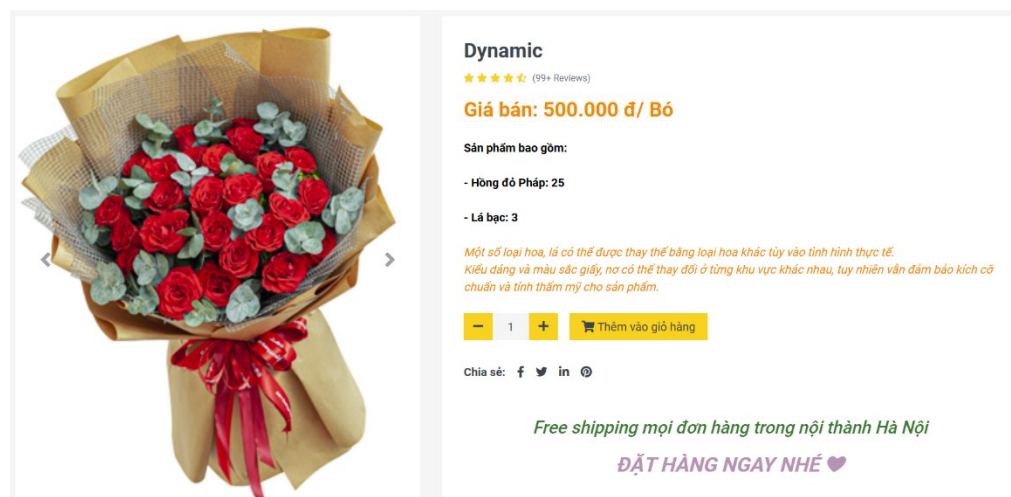 Dynamic
(99+ Reviews)
Giá bán: 500.000 đ/ Bó
Sản phẩm bao gồm:
- Hồng đỏ Pháp: 25
- Lá bạc: 3
Một số loại hoa, lá có thể được thay thế bằng loại hoa khác tùy vào tình hình thực tế.
Kiểu dáng và màu sắc giấy, nơ có thể thay đổi ở từng khu vực khác nhau, tuy nhiên vẫn đảm bảo kích cỡ
chuẩn và tính thẩm mỹ cho sản phẩm.
− 1 + Thêm vào giỏ hàng
Chia sẻ:
Free shipping mọi đơn hàng trong nội thành Hà Nội
ĐẶT HÀNG NGAY NHÉ